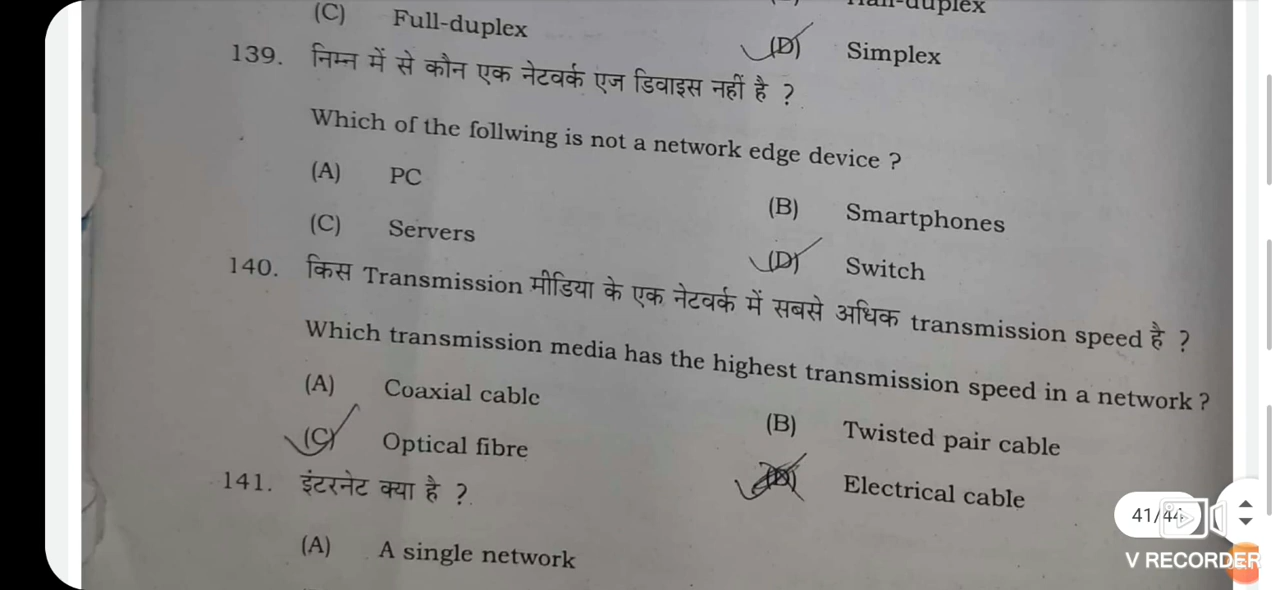 (C) Full-duplex
(D) Simplex
139. निम्न में से कौन एक नेटवर्क एज डिवाइस नहीं है ?
Which of the follwing is not a network edge device ?
(A) PC
(B) Smartphones
(C) Servers
(D) Switch
140. किस Transmission मीडिया के एक नेटवर्क में सबसे अधिक transmission speed है ?
Which transmission media has the highest transmission speed in a network ?
(A) Coaxial cable
(B) Twisted pair cable
(C) Optical fibre
(D) Electrical cable
141. इंटरनेट क्या है ?
(A) A single network
41/44
V RECORDER